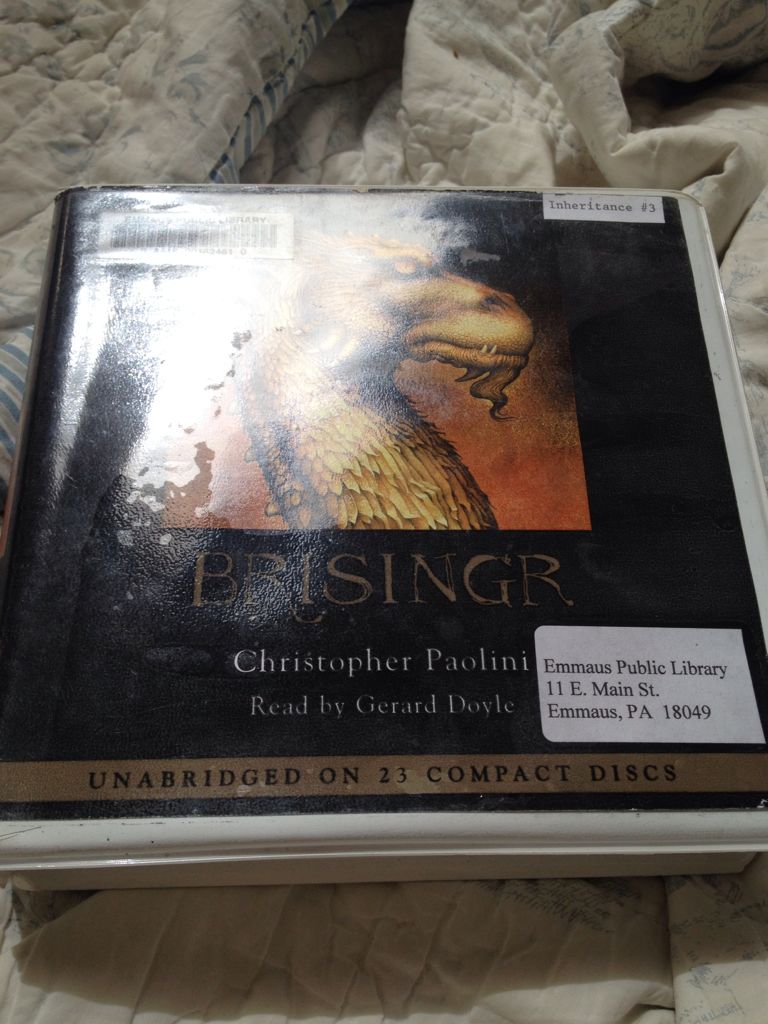 Inheritance #3
BRISINGR
Christopher Paolini
Read by Gerard Doyle
Emmaus Public Library
11 E. Main St.
Emmaus, PA 18049
UNABRIDGED ON 23 COMPACT DISCS